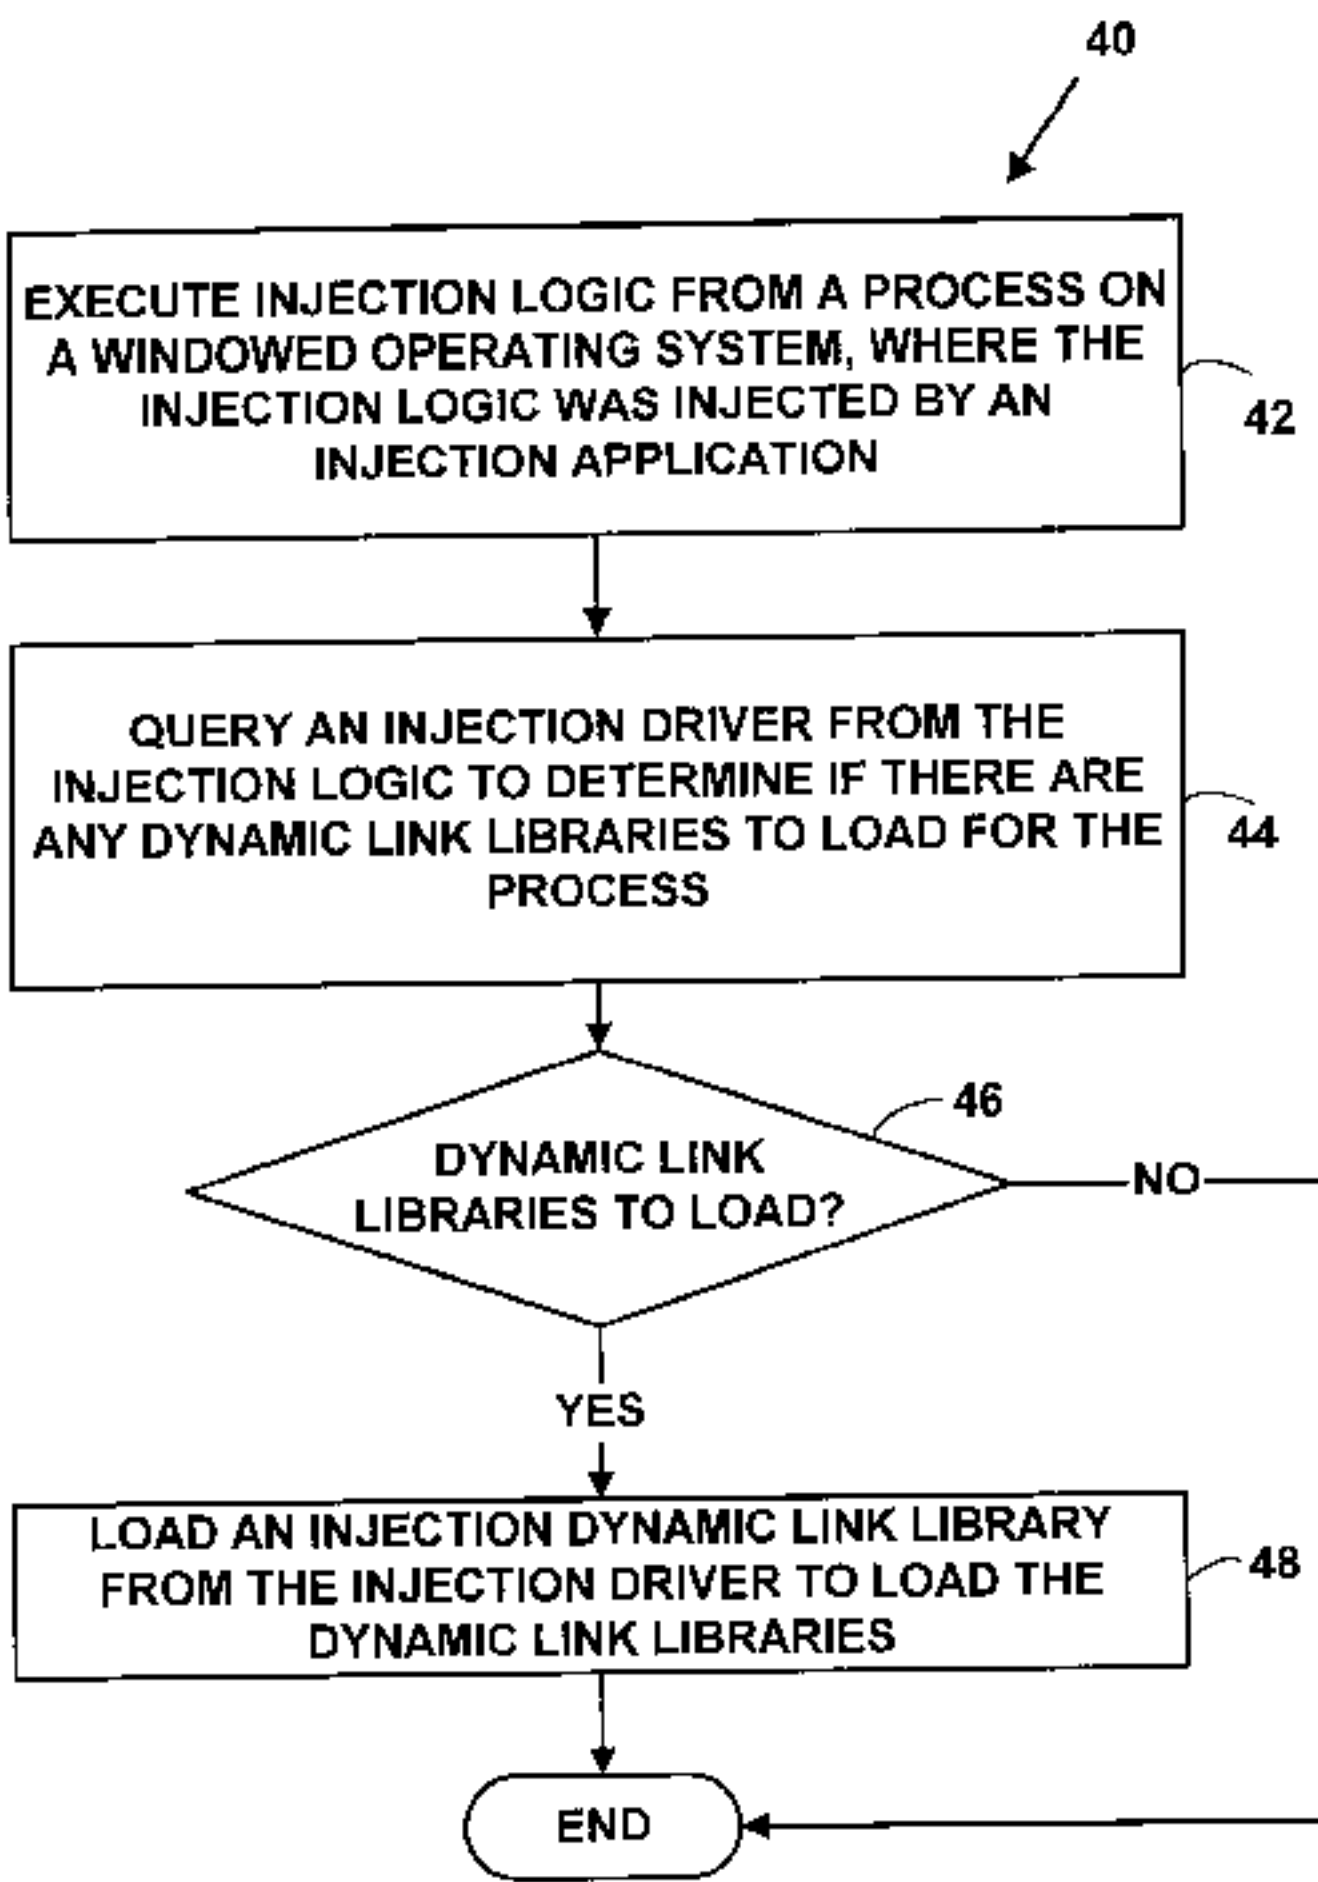 40
EXECUTE INJECTION LOGIC FROM A PROCESS ON
A WINDOWED OPERATING SYSTEM, WHERE THE
INJECTION LOGIC WAS INJECTED BY AN
INJECTION APPLICATION
42
QUERY AN INJECTION DRIVER FROM THE
INJECTION LOGIC TO DETERMINE IF THERE ARE
ANY DYNAMIC LINK LIBRARIES TO LOAD FOR THE
PROCESS
44
46
DYNAMIC LINK
LIBRARIES TO LOAD?
NO
YES
LOAD AN INJECTION DYNAMIC LINK LIBRARY
FROM THE INJECTION DRIVER TO LOAD THE
DYNAMIC LINK LIBRARIES
48
END